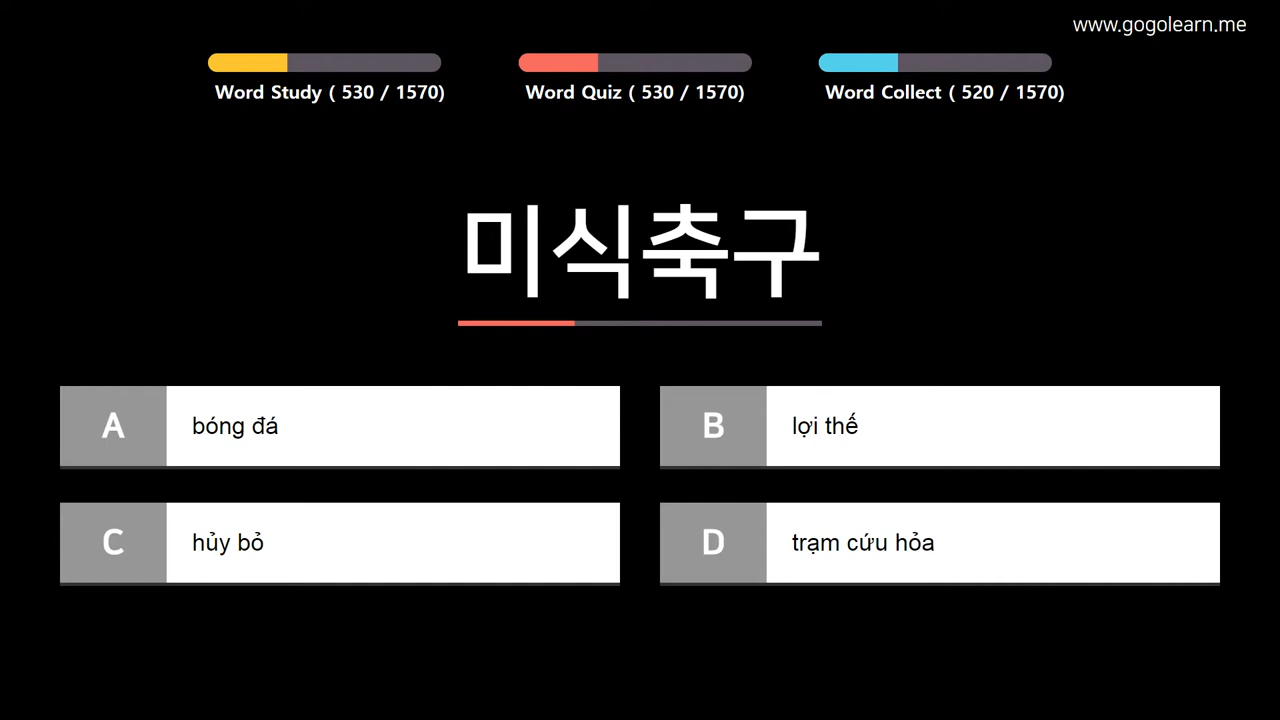 www.gogolearn.me
Word Study ( 530 / 1570)
Word Quiz ( 530 / 1570)
Word Collect ( 520 / 1570)
미식축구
A bóng đá
B lợi thế
C hủy bỏ
D trạm cứu hỏa